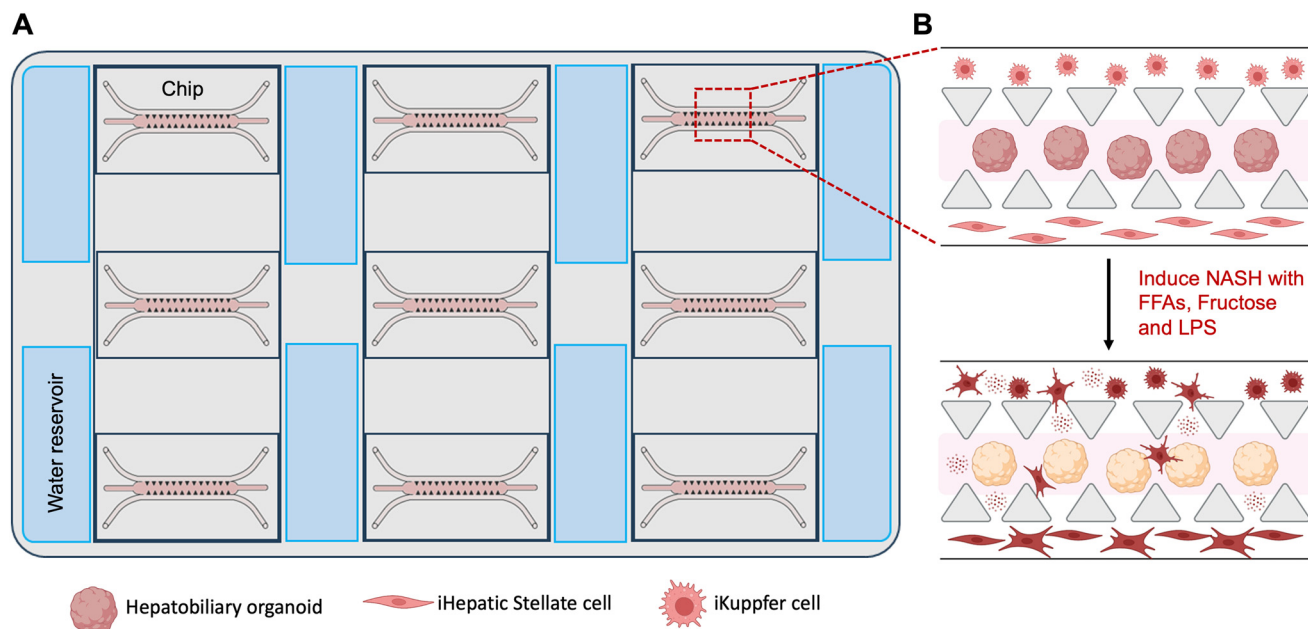 A
B
Chip
Water reservoir
Induce NASH with
FFAs, Fructose
and LPS
Hepatobiliary organoid
iHepatic Stellate cell
iKuppfer cell